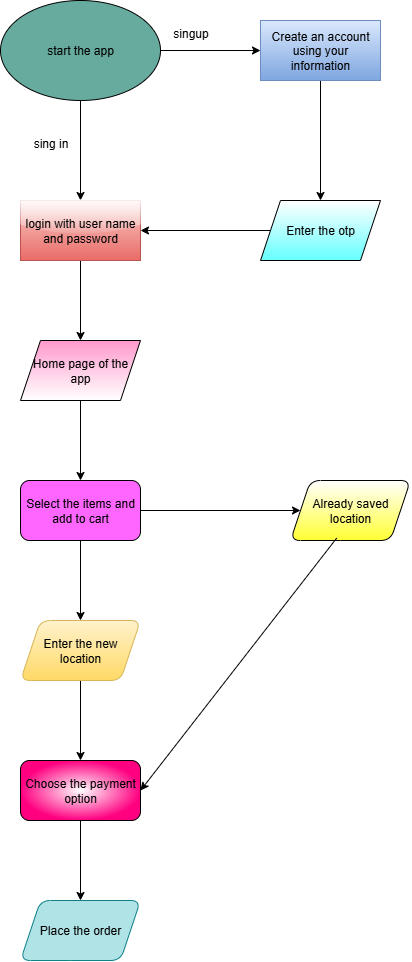 start the app
singup
Create an account
using your
information
sing in
login with user name
and password
Enter the otp
Home page of the
app
Select the items and
add to cart
Already saved
location
Enter the new
location
Choose the payment
option
Place the order